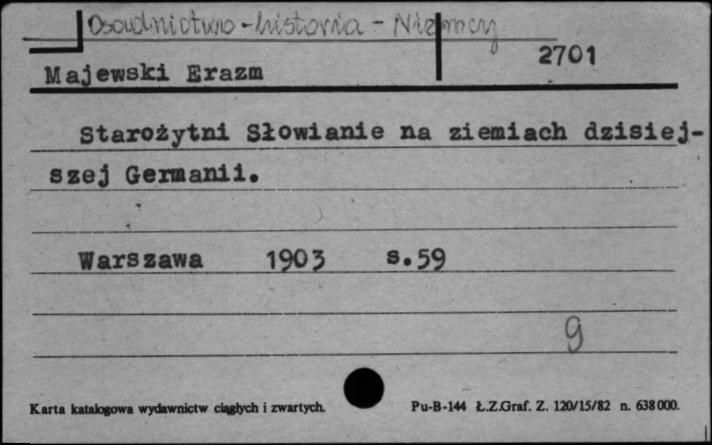 Osadnictwo - historia - Niemcy
2701
Majewski Erazm
Starożytni Słowianie na ziemiach dzisiej-
szej Germanii.
Warszawa 1903 s.59
9
Karta katalogowa wydawnictw ciągłych i zwartych. Pu-B-144 Ł.Z.Graf. Z. 120/15/82 n. 638000.